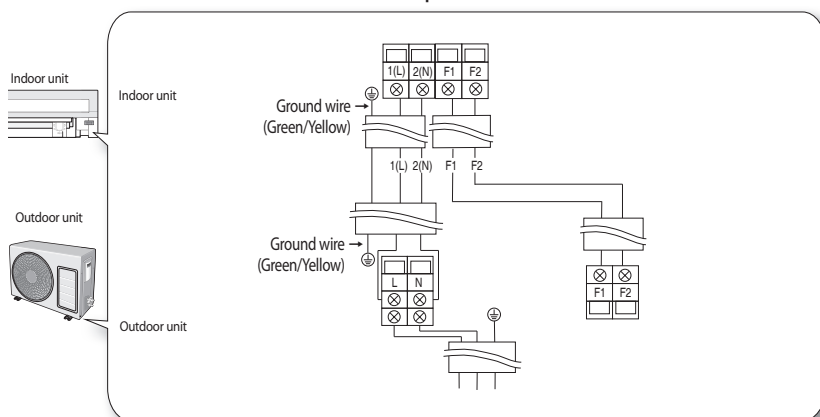 Indoor unit
Indoor unit
1(L) 2(N) F1 F2
Ground wire
(Green/Yellow)
1(L) 2(N) F1 F2
Outdoor unit
Ground wire
(Green/Yellow)
L N
F1 F2
Outdoor unit